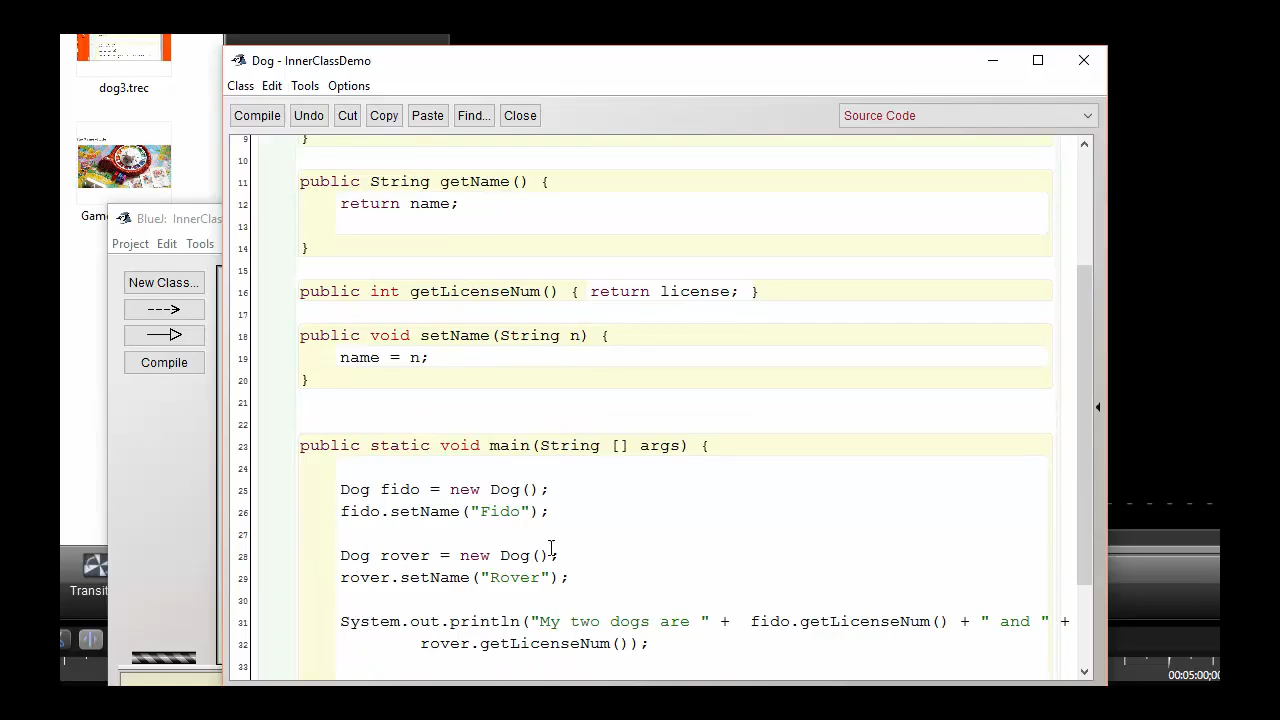 dog3.trec
Gam
BlueJ: InnerClas
Project Edit Tools
New Class...
Compile
Transit
Dog - InnerClassDemo
Class Edit Tools Options
Compile Undo Cut Copy Paste Find... Close Source Code
9 }
10
11 public String getName() {
12 return name;
13
14 }
15
16 public int getLicenseNum() { return license; }
17
18 public void setName(String n) {
19 name = n;
20 }
21
22
23 public static void main(String [] args) {
24
25 Dog fido = new Dog();
26 fido.setName("Fido");
27
28 Dog rover = new Dog();
29 rover.setName("Rover");
30
31 System.out.println("My two dogs are " + fido.getLicenseNum() + " and " +
32 rover.getLicenseNum());
33
00:05:00;00